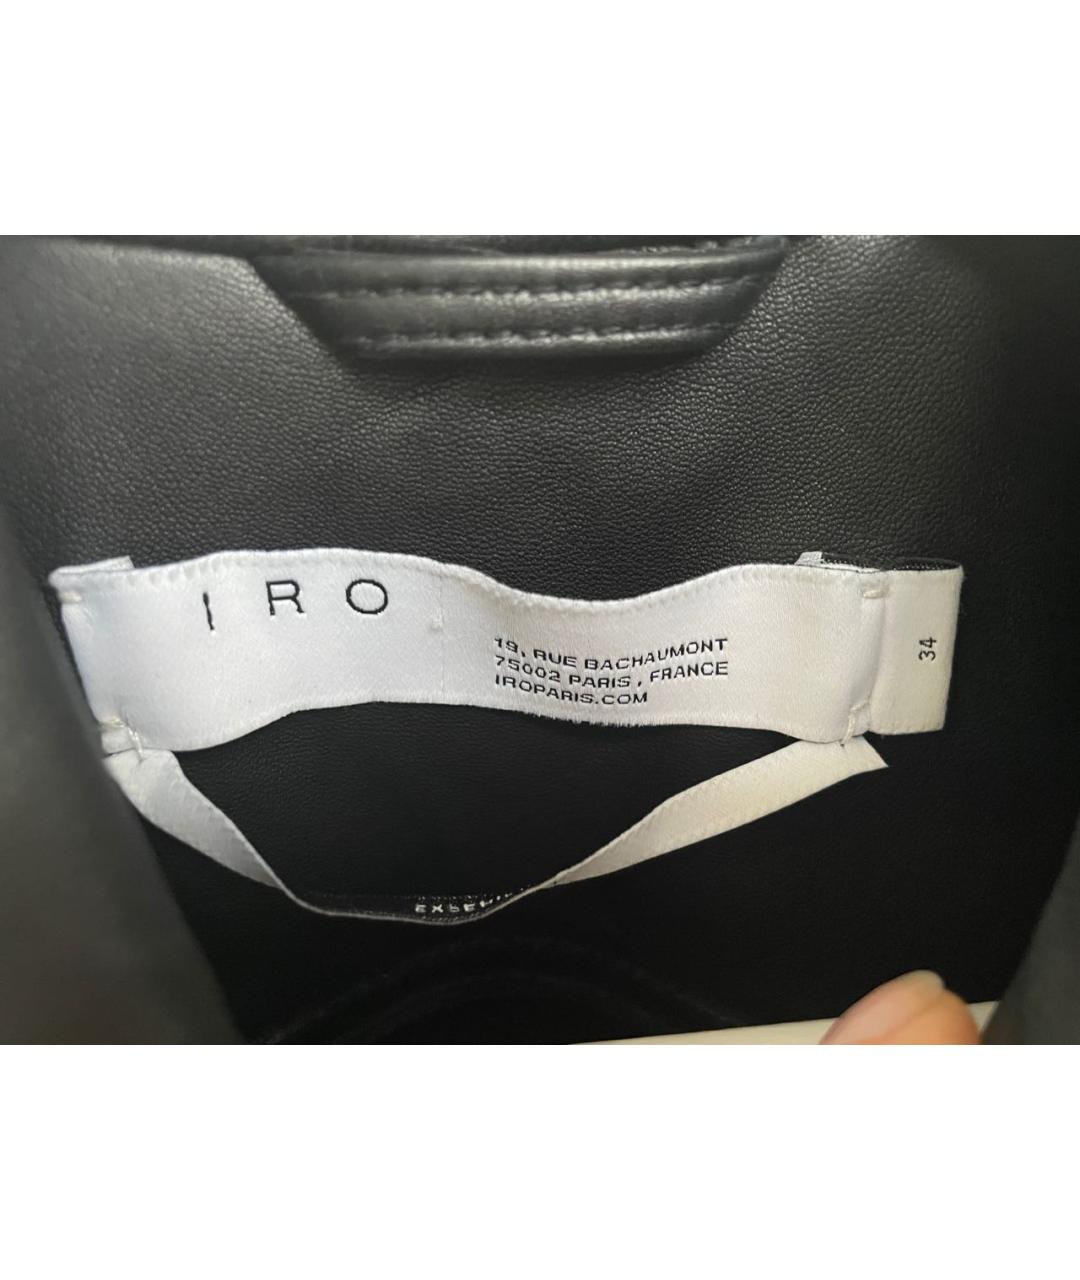 IRO
19, RUE BACHAUMONT
75002 PARIS, FRANCE
IROPARIS.COM
34